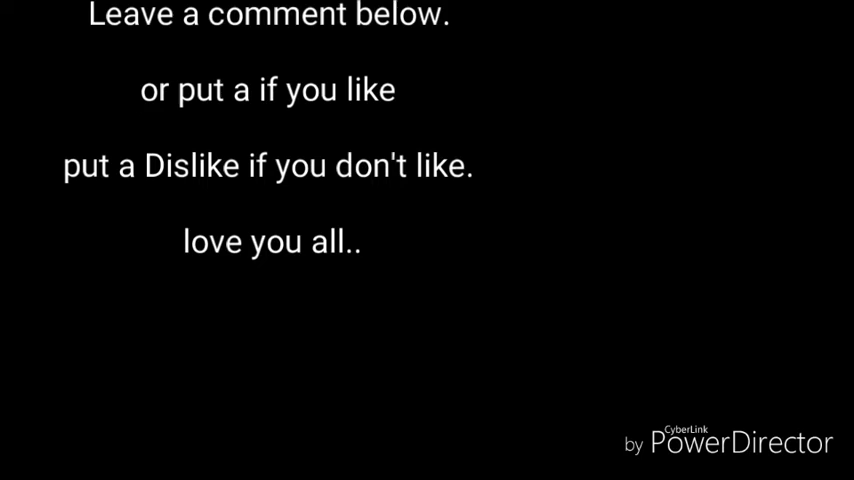 Leave a comment below.
or put a if you like
put a Dislike if you don't like.
love you all..
CyberLink
by PowerDirector